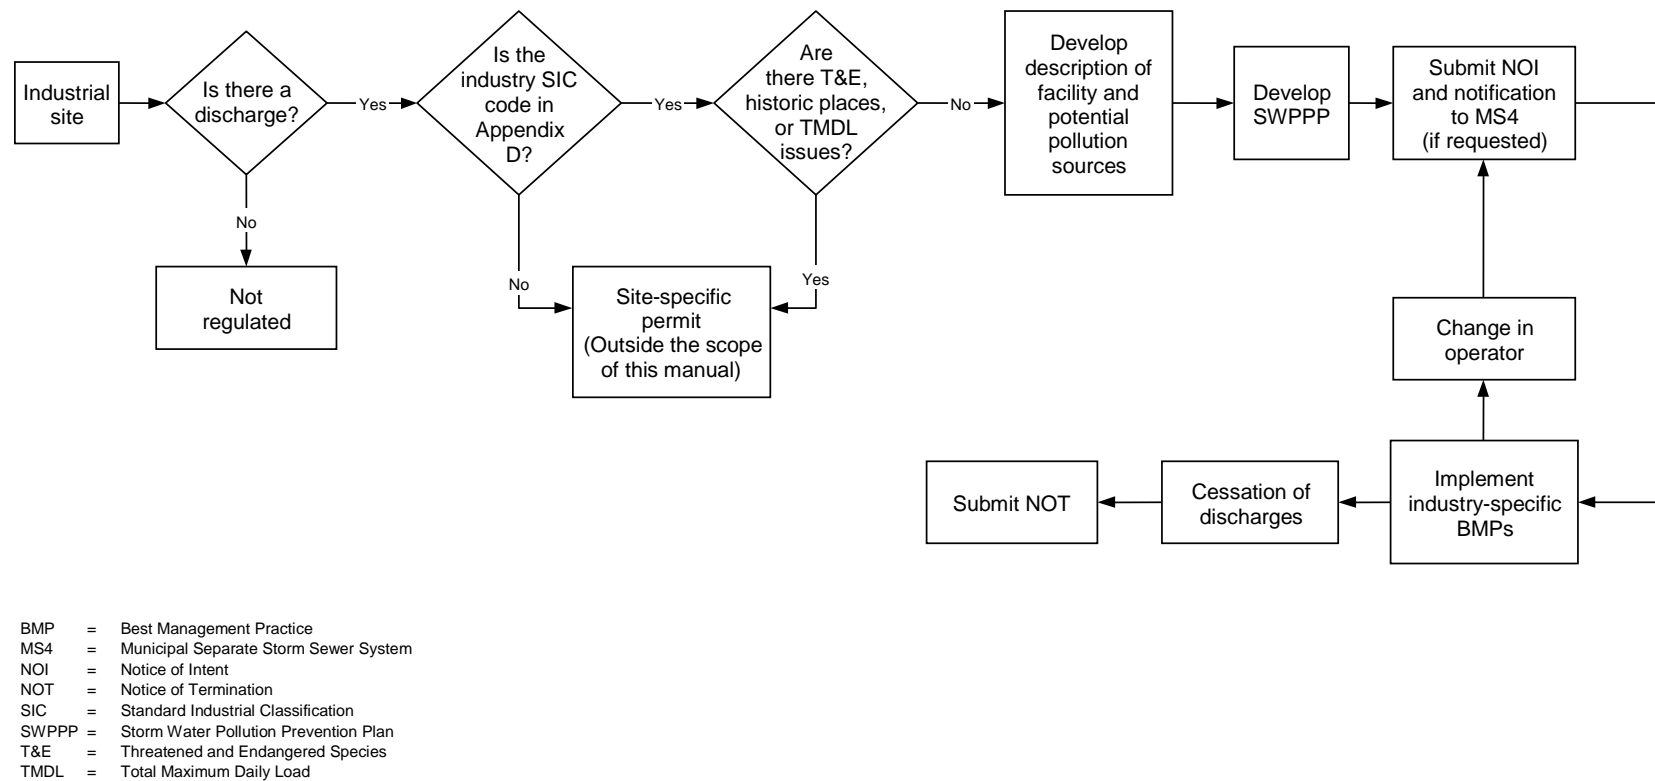 Industrial
site
Is there a
discharge?
Yes
No
Not
regulated
Is the
industry SIC
code in
Appendix
D?
Yes
No
Are
there T&E,
historic places,
or TMDL
issues?
No
Yes
Site-specific
permit
(Outside the scope
of this manual)
Develop
description of
facility and
potential
pollution
sources
Develop
SWPPP
Submit NOI
and notification
to MS4
(if requested)
Change in
operator
Implement
industry-specific
BMPs
Cessation of
discharges
Submit NOT
BMP = Best Management Practice
MS4 = Municipal Separate Storm Sewer System
NOI = Notice of Intent
NOT = Notice of Termination
SIC = Standard Industrial Classification
SWPPP = Storm Water Pollution Prevention Plan
T&E = Threatened and Endangered Species
TMDL = Total Maximum Daily Load